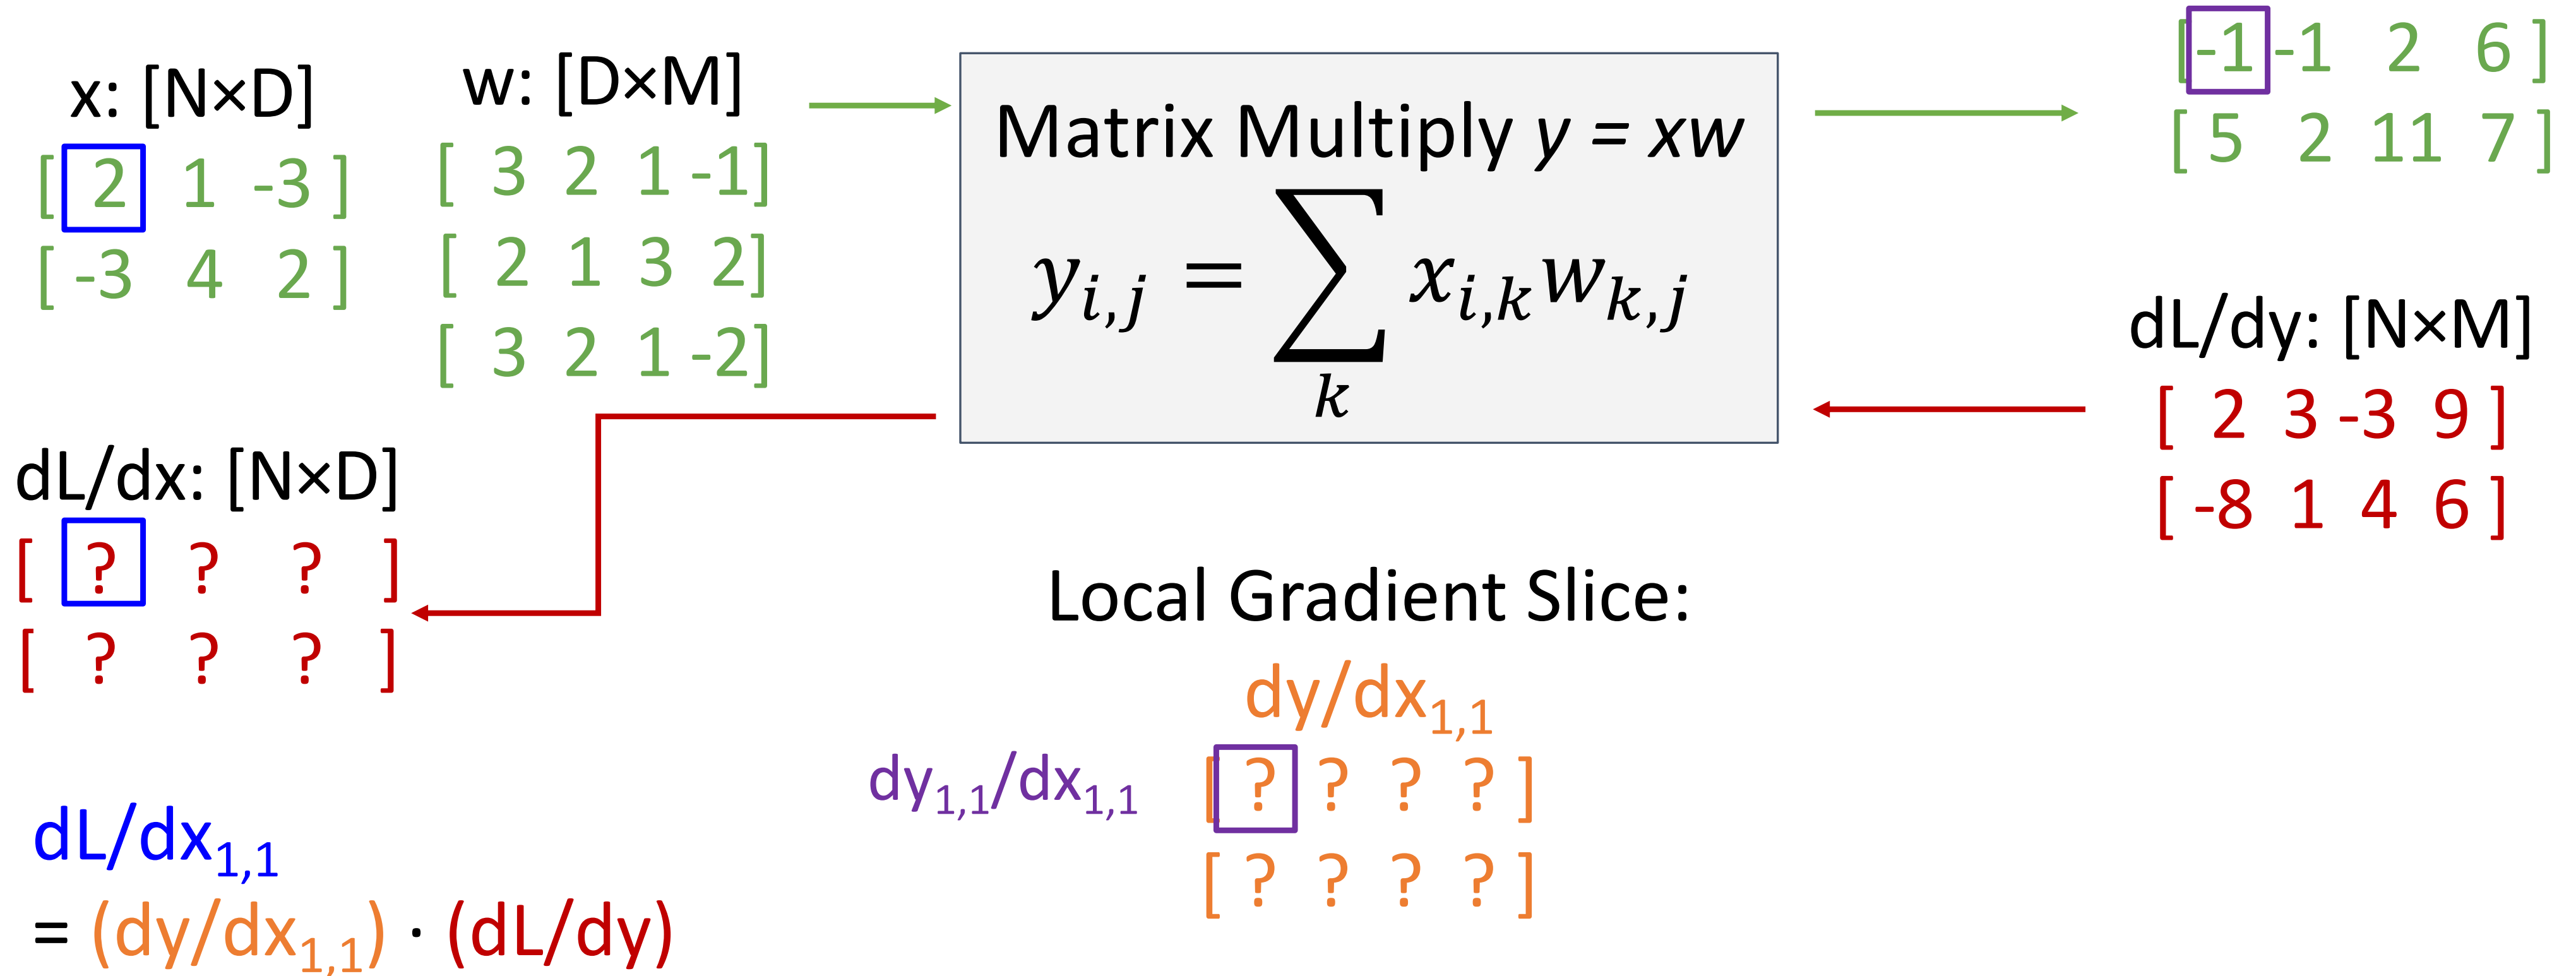 x: [N×D]
[ 2 1 -3 ]
[ -3 4 2 ]
w: [D×M]
[ 3 2 1 -1]
[ 2 1 3 2]
[ 3 2 1 -2]
Matrix Multiply y = xw
y_{i,j} = ∑_k x_{i,k} w_{k,j}
[ -1 -1 2 6 ]
[ 5 2 11 7 ]
dL/dy: [N×M]
[ 2 3 -3 9 ]
[ -8 1 4 6 ]
dL/dx: [N×D]
[ ? ? ? ]
[ ? ? ? ]
Local Gradient Slice:
dy/dx_{1,1}
dy_{1,1}/dx_{1,1}
[ ? ? ? ? ]
[ ? ? ? ? ]
dL/dx_{1,1}
= (dy/dx_{1,1}) · (dL/dy)